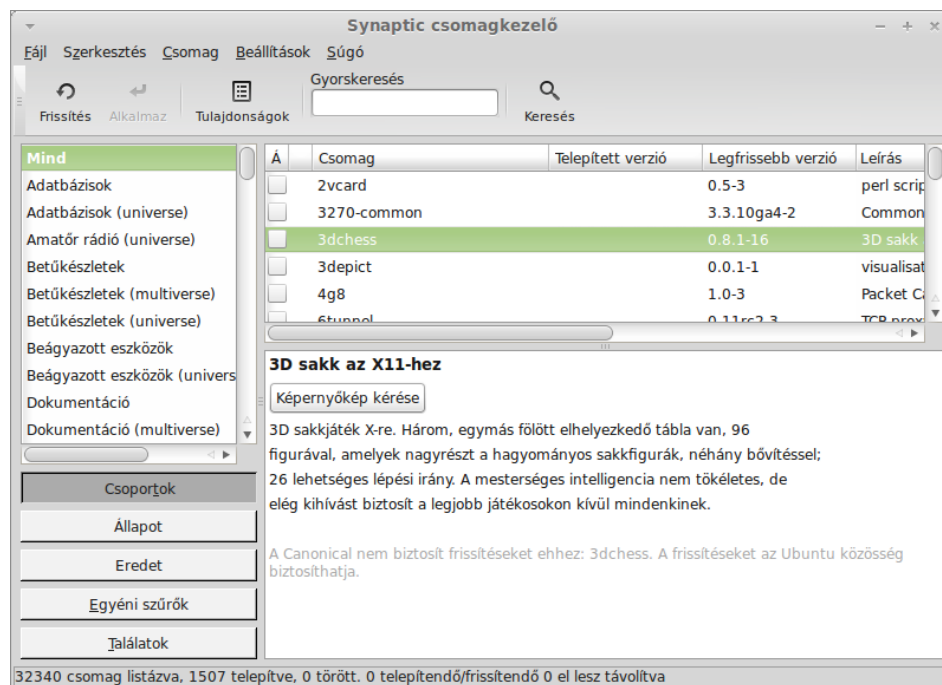 Synaptic csomagkezelő
Fájl Szerkesztés Csomag Beállítások Súgó
Gyorskeresés
Frissítés Alkalmaz Tulajdonságok Keresés
Mind
Adatbázisok
Adatbázisok (universe)
Amatőr rádió (universe)
Betűkészletek
Betűkészletek (multiverse)
Betűkészletek (universe)
Beágyazott eszközök
Beágyazott eszközök (univers
Dokumentáció
Dokumentáció (multiverse)
Csoportok
Állapot
Eredet
Egyéni szűrők
Találatok
Á Csomag Telepített verzió Legfrissebb verzió Leírás
2vcard 0.5-3 perl scrip
3270-common 3.3.10ga4-2 Common
3dchess 0.8.1-16 3D sakk
3depict 0.0.1-1 visualisat
4g8 1.0-3 Packet Ca
6tunnel 0.11rc2-3 TCP prox
3D sakk az X11-hez
Képernyőkép kérése
3D sakkjáték X-re. Három, egymás fölött elhelyezkedő tábla van, 96
figurával, amelyek nagyrészt a hagyományos sakkfigurák, néhány bővítéssel;
26 lehetséges lépési irány. A mesterséges intelligencia nem tökéletes, de
elég kihívást biztosít a legjobb játékosokon kívül mindenkinek.
A Canonical nem biztosít frissítéseket ehhez: 3dchess. A frissítéseket az Ubuntu közösség
biztosíthatja.
32340 csomag listázva, 1507 telepítve, 0 törött. 0 telepítendő/frissítendő 0 el lesz távolítva